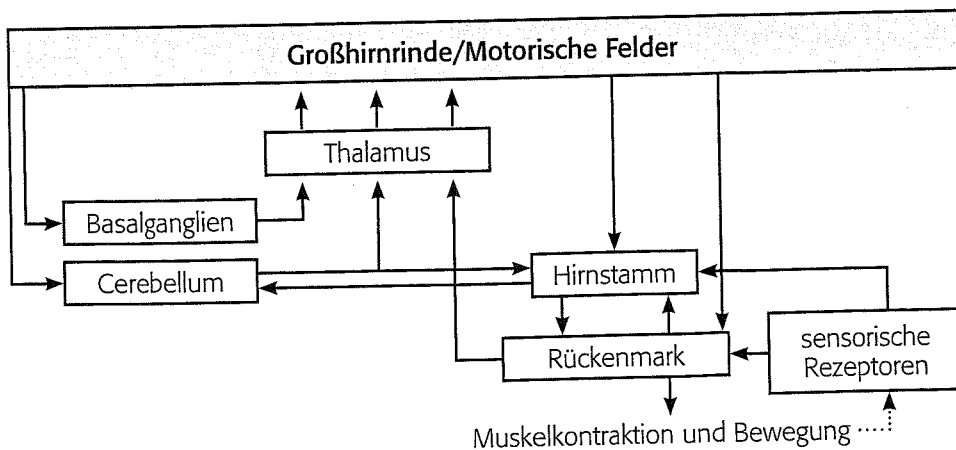 Großhirnrinde/Motorische Felder
Thalamus
Basalganglien
Cerebellum
Hirnstamm
Rückenmark
sensorische
Rezeptoren
Muskelkontraktion und Bewegung